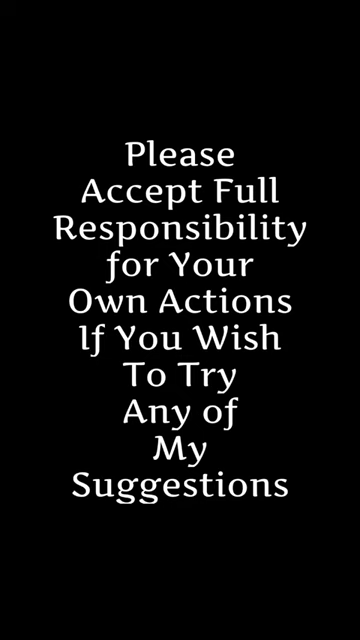 Please
Accept Full
Responsibility
for Your
Own Actions
If You Wish
To Try
Any of
My
Suggestions